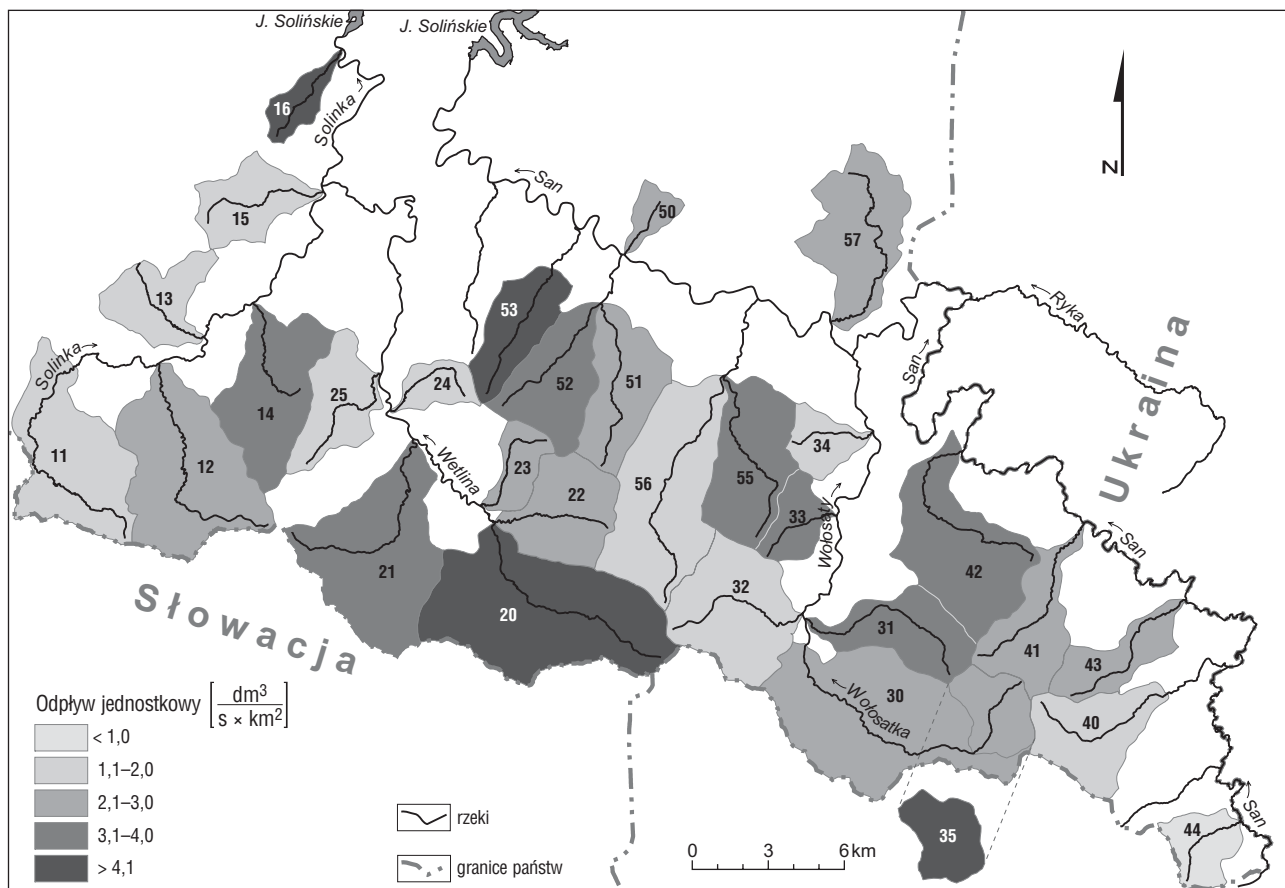 J. Solińskie
J. Solińskie
16
Solinka
N
San
15
50
57
13
53
Ryka
Solinka
San
Ukraina
52
51
24
25
14
34
11
12
Wetlina
23
22
56
55
33
Wołosaty
San
21
42
20
32
31
Słowacja
41
43
30
Wołosatka
40
Odpływ jednostkowy [dm³ / s × km²]
< 1,0
1,1–2,0
2,1–3,0
3,1–4,0
> 4,1
rzeki
granice państw
0 3 6 km
35
San
44